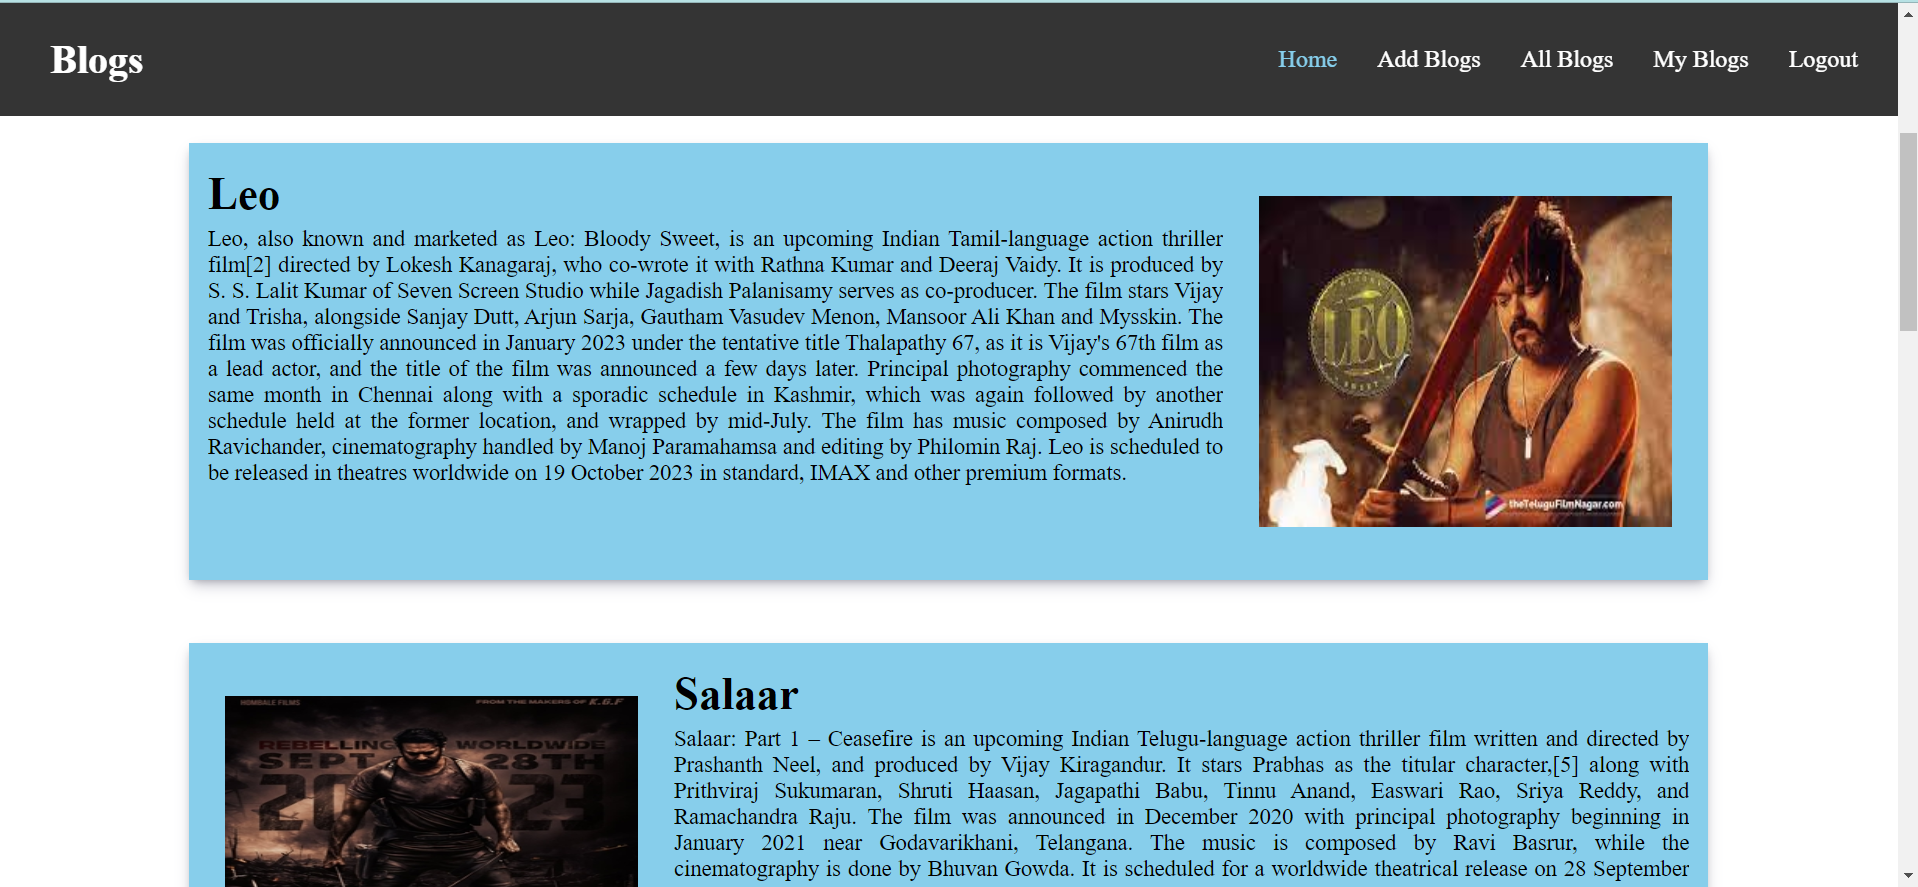 Blogs
Home
Add Blogs
All Blogs
My Blogs
Logout
Leo
Leo, also known and marketed as Leo: Bloody Sweet, is an upcoming Indian Tamil-language action thriller
film[2] directed by Lokesh Kanagaraj, who co-wrote it with Rathna Kumar and Deeraj Vaidy. It is produced by
S. S. Lalit Kumar of Seven Screen Studio while Jagadish Palanisamy serves as co-producer. The film stars Vijay
and Trisha, alongside Sanjay Dutt, Arjun Sarja, Gautham Vasudev Menon, Mansoor Ali Khan and Mysskin. The
film was officially announced in January 2023 under the tentative title Thalapathy 67, as it is Vijay's 67th film as
a lead actor, and the title of the film was announced a few days later. Principal photography commenced the
same month in Chennai along with a sporadic schedule in Kashmir, which was again followed by another
schedule held at the former location, and wrapped by mid-July. The film has music composed by Anirudh
Ravichander, cinematography handled by Manoj Paramahamsa and editing by Philomin Raj. Leo is scheduled to
be released in theatres worldwide on 19 October 2023 in standard, IMAX and other premium formats.
LEO
theTeluguFilmNagar.com
HOMBALE FILMS
FROM THE MAKERS OF K.G.F
REBELLING WORLDWIDE
SEPT 28TH
2023
Salaar
Salaar: Part 1 – Ceasefire is an upcoming Indian Telugu-language action thriller film written and directed by
Prashanth Neel, and produced by Vijay Kiragandur. It stars Prabhas as the titular character,[5] along with
Prithviraj Sukumaran, Shruti Haasan, Jagapathi Babu, Tinnu Anand, Easwari Rao, Sriya Reddy, and
Ramachandra Raju. The film was announced in December 2020 with principal photography beginning in
January 2021 near Godavarikhani, Telangana. The music is composed by Ravi Basrur, while the
cinematography is done by Bhuvan Gowda. It is scheduled for a worldwide theatrical release on 28 September